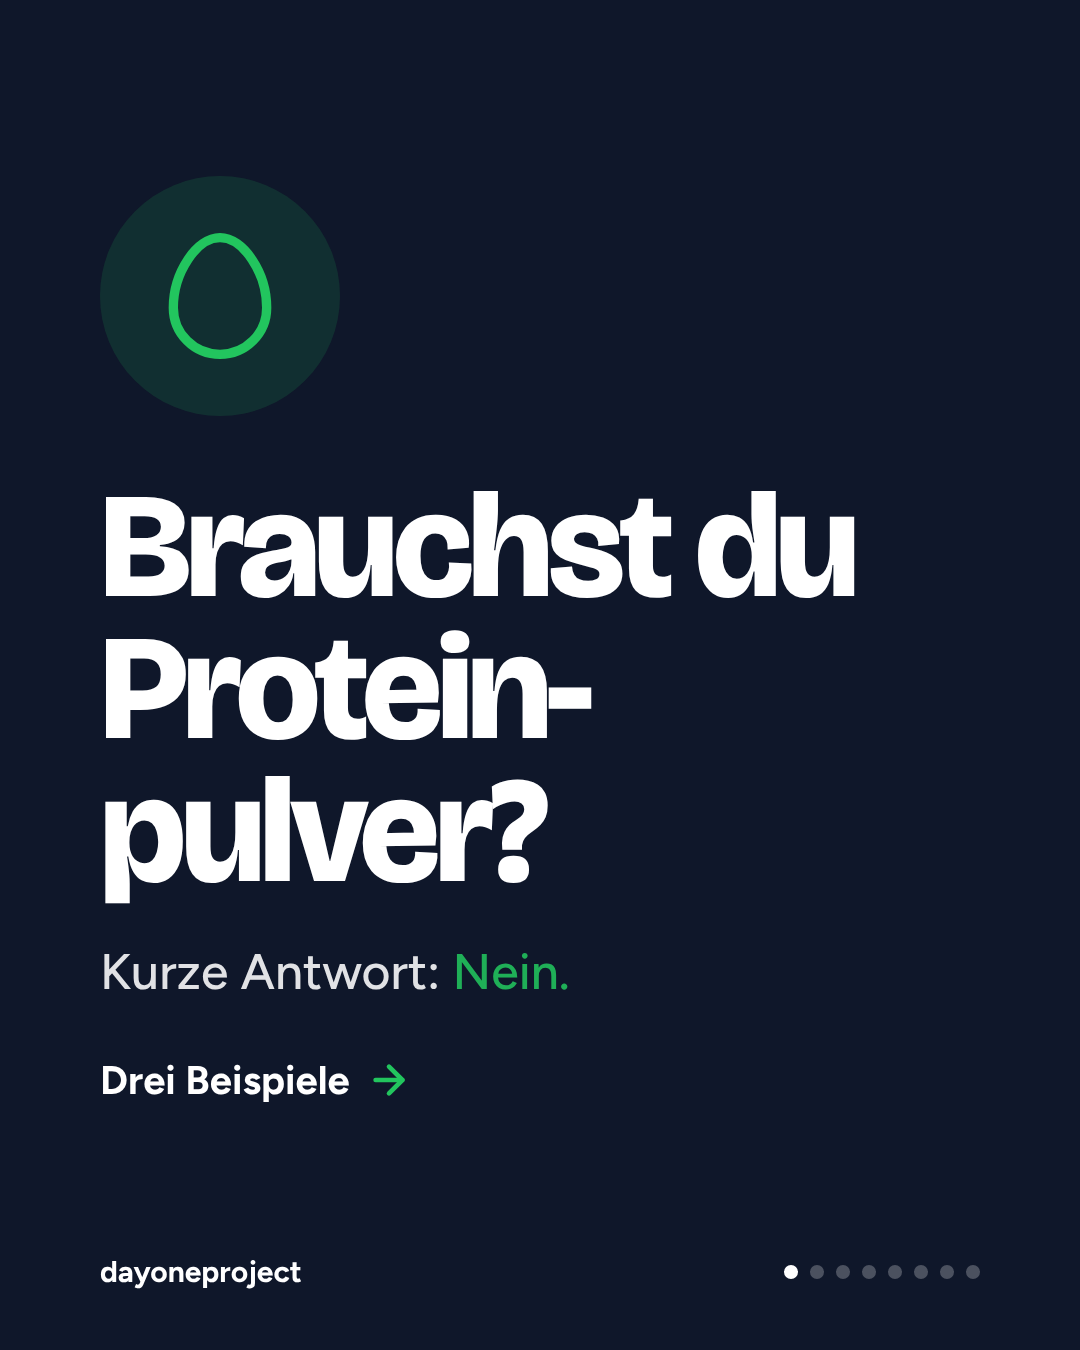 Brauchst du
Protein-
pulver?
Kurze Antwort: Nein.
Drei Beispiele →
dayoneproject